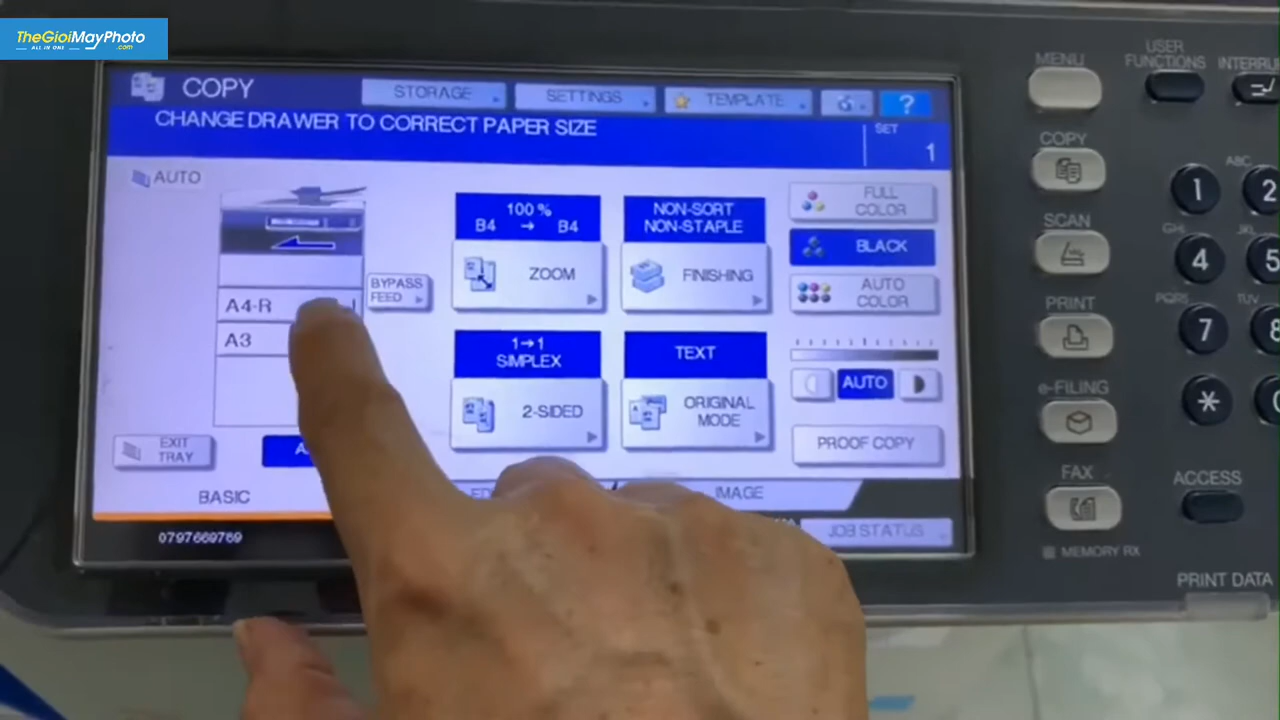 TheGioiMayPhoto
ALL IN ONE
.com
COPY
STORAGE
SETTINGS
TEMPLATE
?
CHANGE DRAWER TO CORRECT PAPER SIZE
SET
1
AUTO
A4-R
A3
BYPASS
FEED
100 %
B4 → B4
ZOOM
NON-SORT
NON-STAPLE
FINISHING
1→1
SIMPLEX
2-SIDED
TEXT
ORIGINAL
MODE
FULL
COLOR
BLACK
AUTO
COLOR
AUTO
PROOF COPY
EXIT
TRAY
BASIC
IMAGE
0797669769
JOB STATUS
MENU
USER
FUNCTIONS
COPY
SCAN
PRINT
e-FILING
FAX
MEMORY RX
ACCESS
PRINT DATA
ABC
1
2
4
5
PQRS
TUV
7
8
*